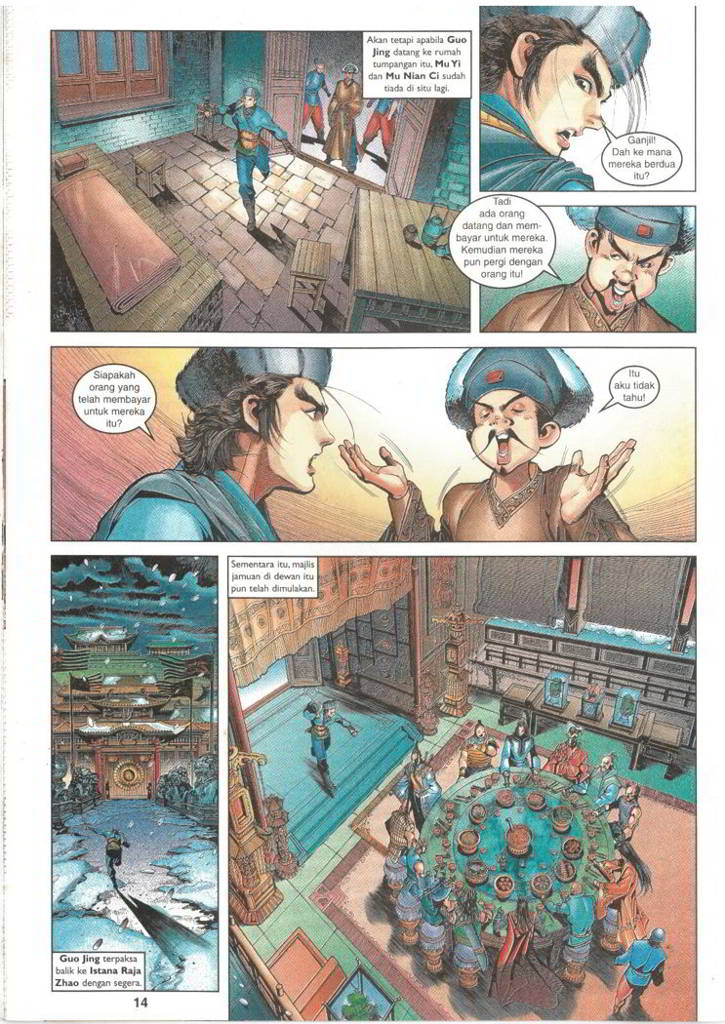 Akan tetapi apabila Guo
Jing datang ke rumah
tumpangan itu, Mu Yi
dan Mu Nian Ci sudah
tiada di situ lagi.
Ganjil!
Dah ke mana
mereka berdua
itu?
Tadi
ada orang
datang dan mem-
bayar untuk mereka.
Kemudian mereka
pun pergi dengan
orang itu!
Siapakah
orang yang
telah membayar
untuk mereka
itu?
Itu
aku tidak
tahu!
Sementara itu, majlis
jamuan di dewan itu
pun telah dimulakan.
Guo Jing terpaksa
balik ke Istana Raja
Zhao dengan segera.
14